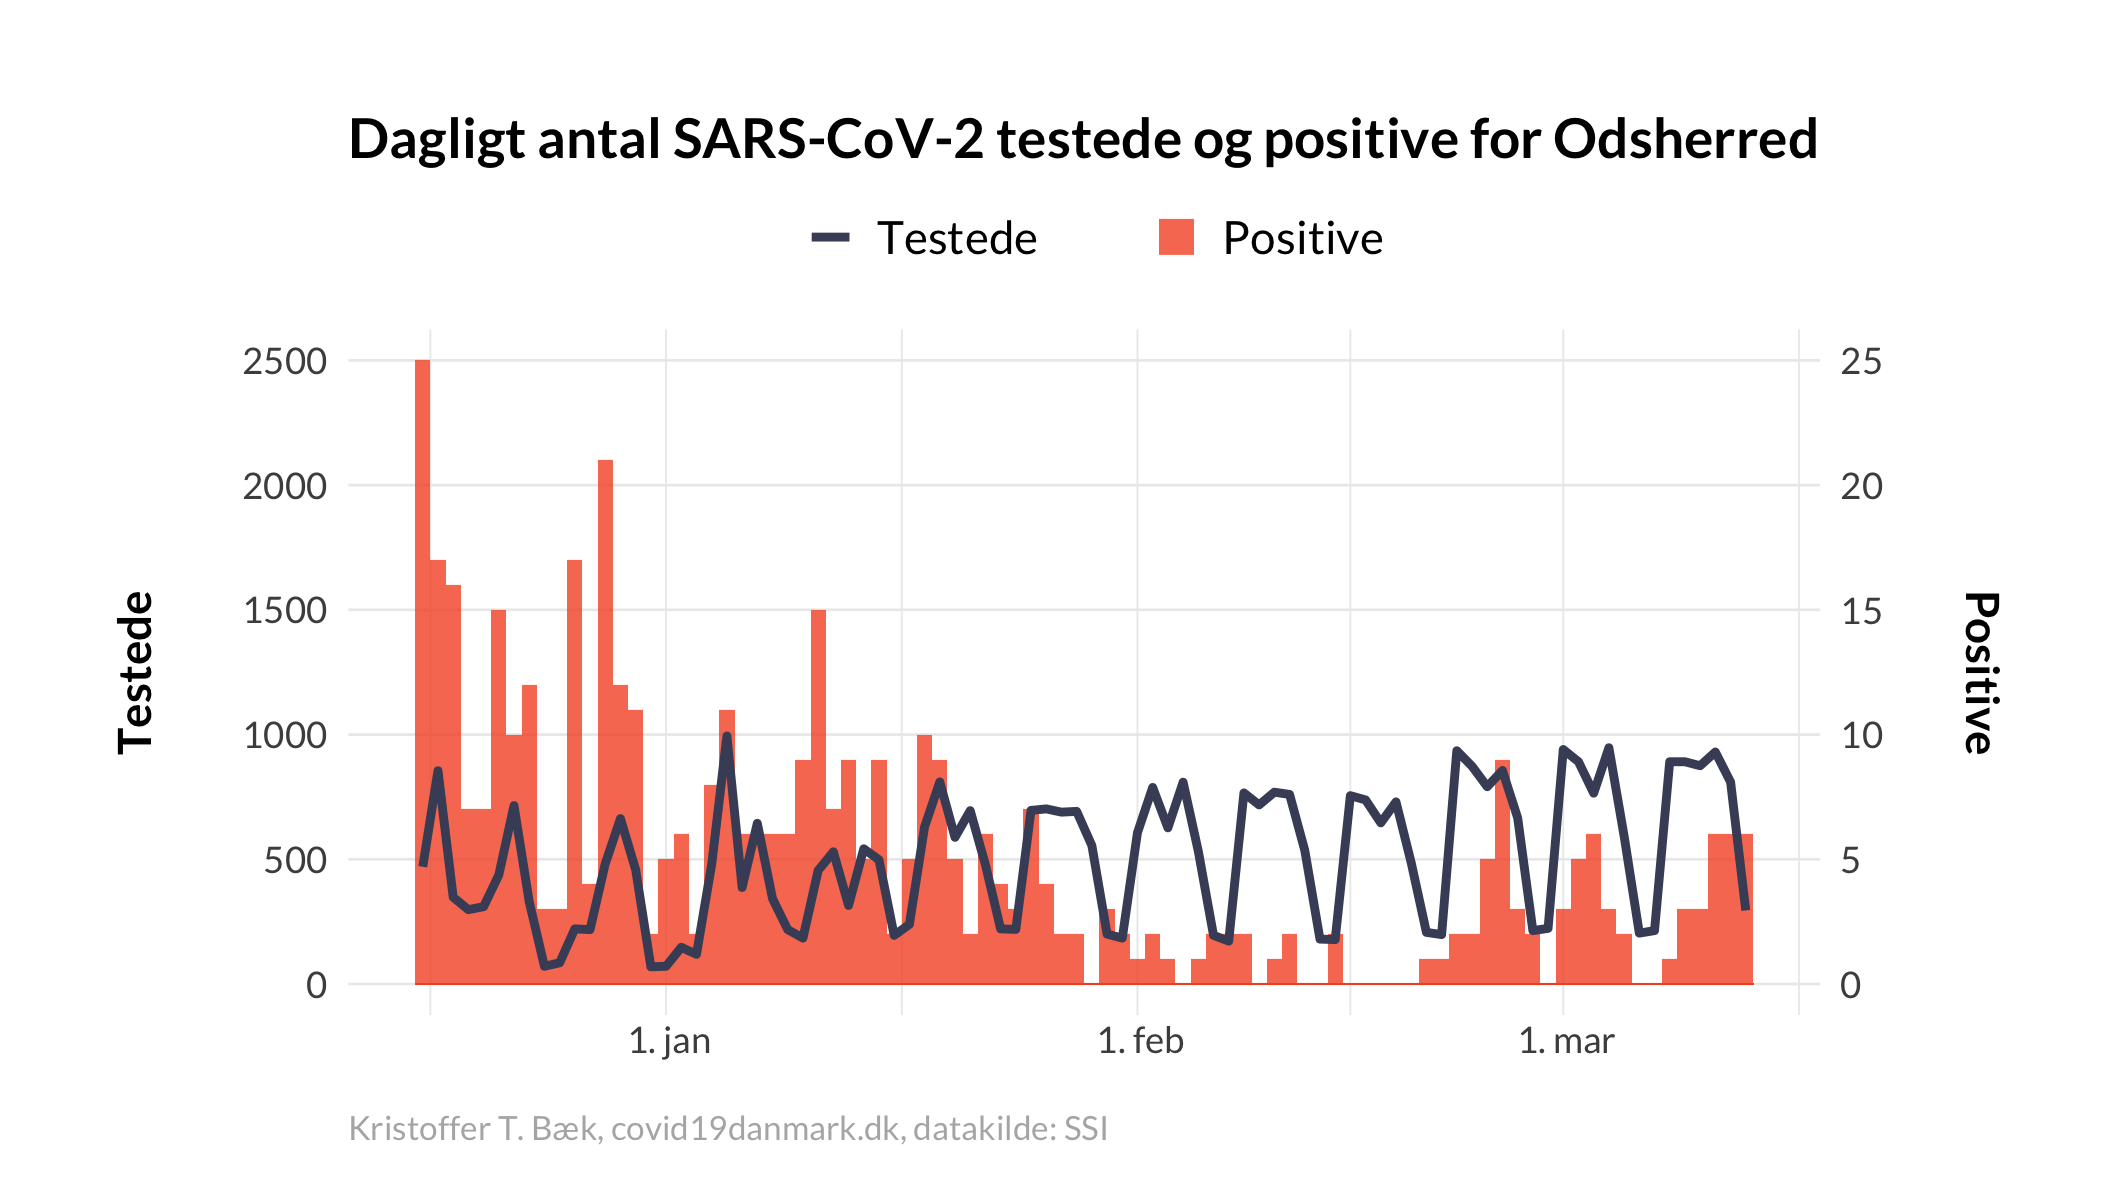 Dagligt antal SARS-CoV-2 testede og positive for Odsherred
Testede Positive
Testede
2500
2000
1500
1000
500
0
25
20
15
10
5
0
Positive
1. jan 1. feb 1. mar
Kristoffer T. Bæk, covid19danmark.dk, datakilde: SSI